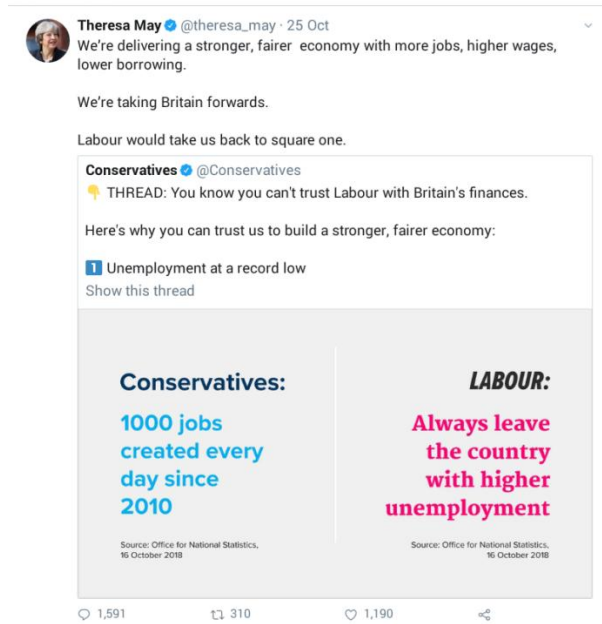 Theresa May @theresa_may · 25 Oct
We're delivering a stronger, fairer economy with more jobs, higher wages,
lower borrowing.
We're taking Britain forwards.
Labour would take us back to square one.
Conservatives @Conservatives
👇 THREAD: You know you can't trust Labour with Britain's finances.
Here's why you can trust us to build a stronger, fairer economy:
1️⃣ Unemployment at a record low
Show this thread
Conservatives:
1000 jobs
created every
day since
2010
Source: Office for National Statistics,
16 October 2018
LABOUR:
Always leave
the country
with higher
unemployment
Source: Office for National Statistics,
16 October 2018
1,591 310 1,190